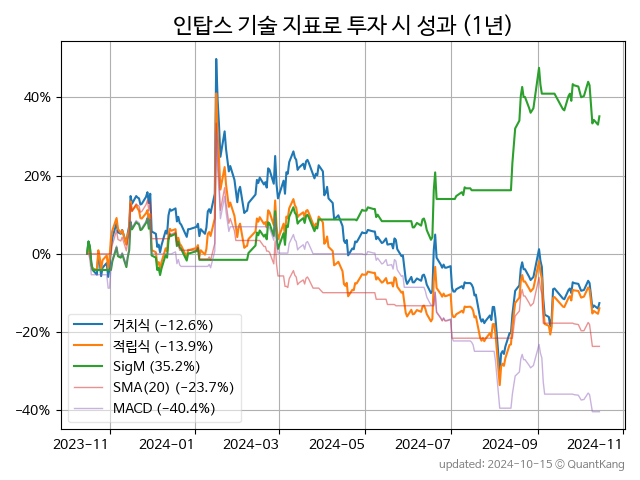 인탑스 기술 지표로 투자 시 성과 (1년)
40%
20%
0%
−20%
−40%
거치식 (−12.6%)
적립식 (−13.9%)
SigM (35.2%)
SMA(20) (−23.7%)
MACD (−40.4%)
2023-11 2024-01 2024-03 2024-05 2024-07 2024-09 2024-11
updated: 2024-10-15 © QuantKang